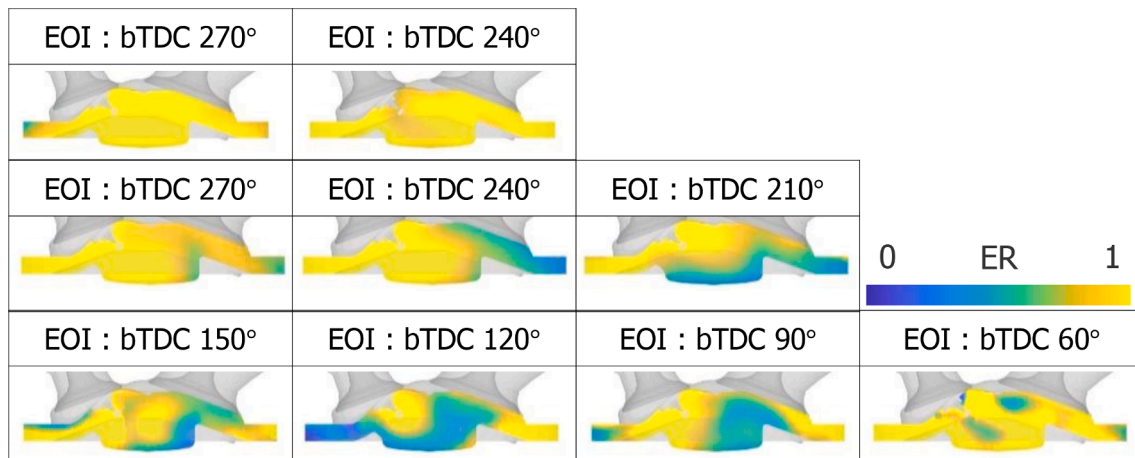 EOI : bTDC 270° EOI : bTDC 240°
EOI : bTDC 270° EOI : bTDC 240° EOI : bTDC 210°
0 ER 1
EOI : bTDC 150° EOI : bTDC 120° EOI : bTDC 90° EOI : bTDC 60°